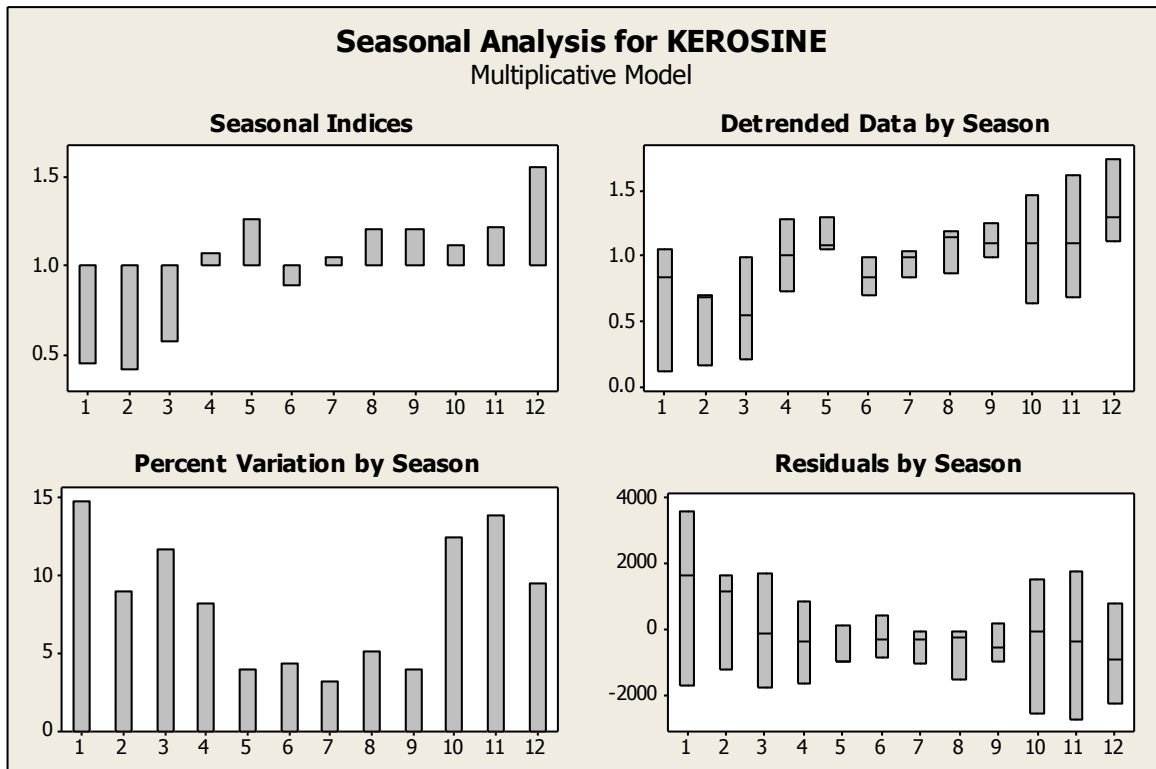 Seasonal Analysis for KEROSINE
Multiplicative Model
Seasonal Indices
1.5
1.0
0.5
1 2 3 4 5 6 7 8 9 10 11 12
Detrended Data by Season
1.5
1.0
0.5
0.0
1 2 3 4 5 6 7 8 9 10 11 12
Percent Variation by Season
15
10
5
0
1 2 3 4 5 6 7 8 9 10 11 12
Residuals by Season
4000
2000
0
-2000
1 2 3 4 5 6 7 8 9 10 11 12